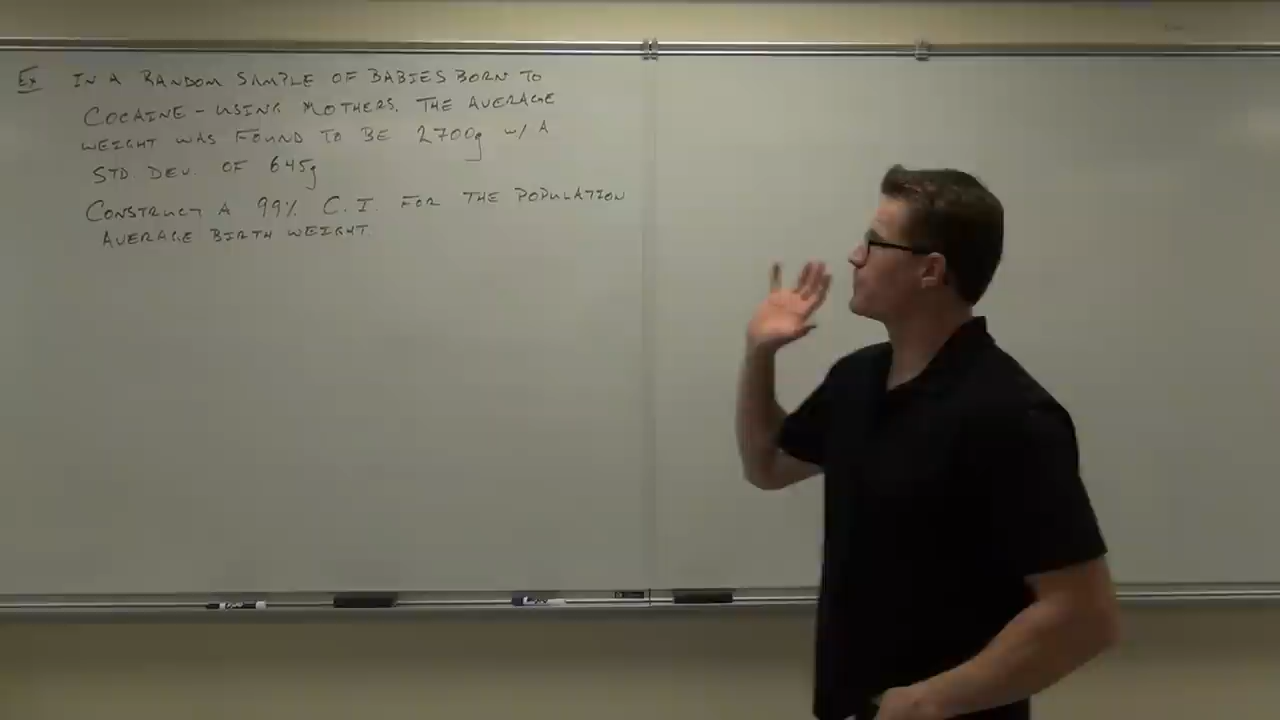 Ex IN A RANDOM SAMPLE OF BABIES BORN TO
COCAINE-USING MOTHERS, THE AVERAGE
WEIGHT WAS FOUND TO BE 2700g w/ A
STD. DEV. OF 645g
CONSTRUCT A 99% C.I. FOR THE POPULATION
AVERAGE BIRTH WEIGHT.